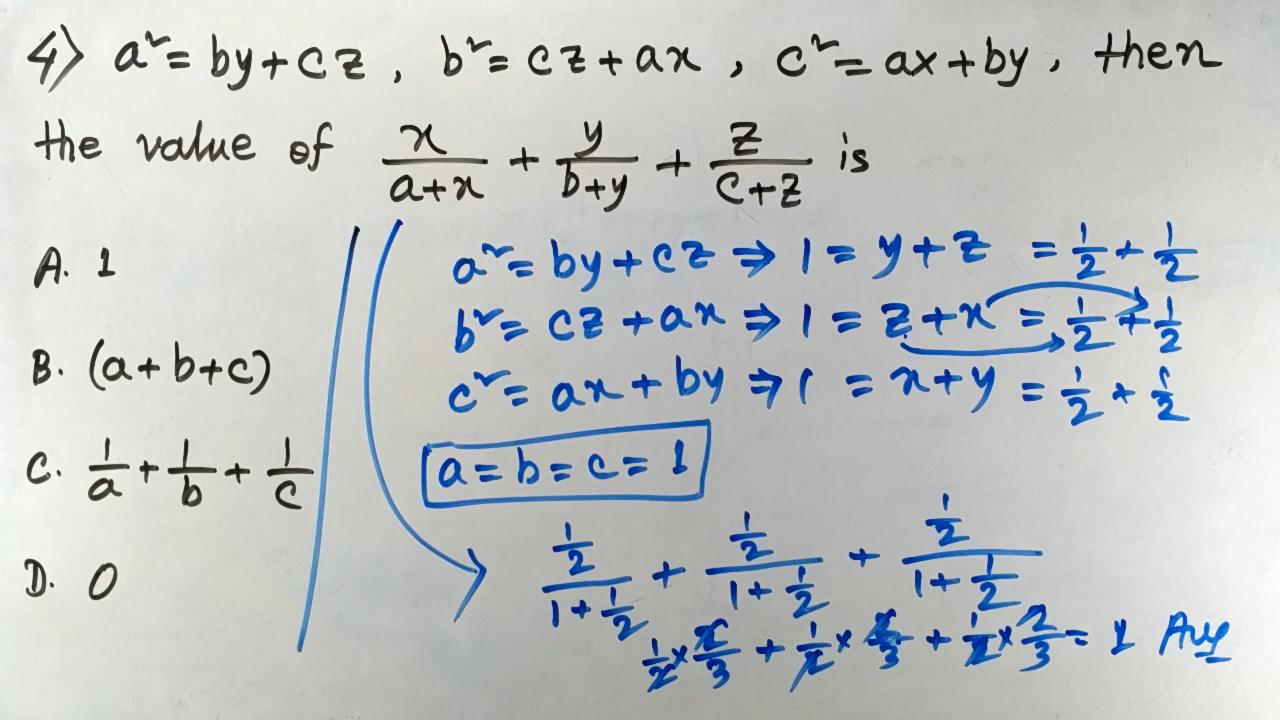 4) a² = by + cz , b² = cz + ax , c² = ax + by , then
the value of x/(a+x) + y/(b+y) + z/(c+z) is
A. 1
B. (a+b+c)
C. 1/a + 1/b + 1/c
D. 0
a² = by + cz ⇒ 1 = y + z = 1/2 + 1/2
b² = cz + ax ⇒ 1 = z + x = 1/2 + 1/2
c² = ax + by ⇒ 1 = x + y = 1/2 + 1/2
a = b = c = 1
(1/2)/(1 + 1/2) + (1/2)/(1 + 1/2) + (1/2)/(1 + 1/2)
1/2 × 2/3 + 1/2 × 2/3 + 1/2 × 2/3 = 1 Ans